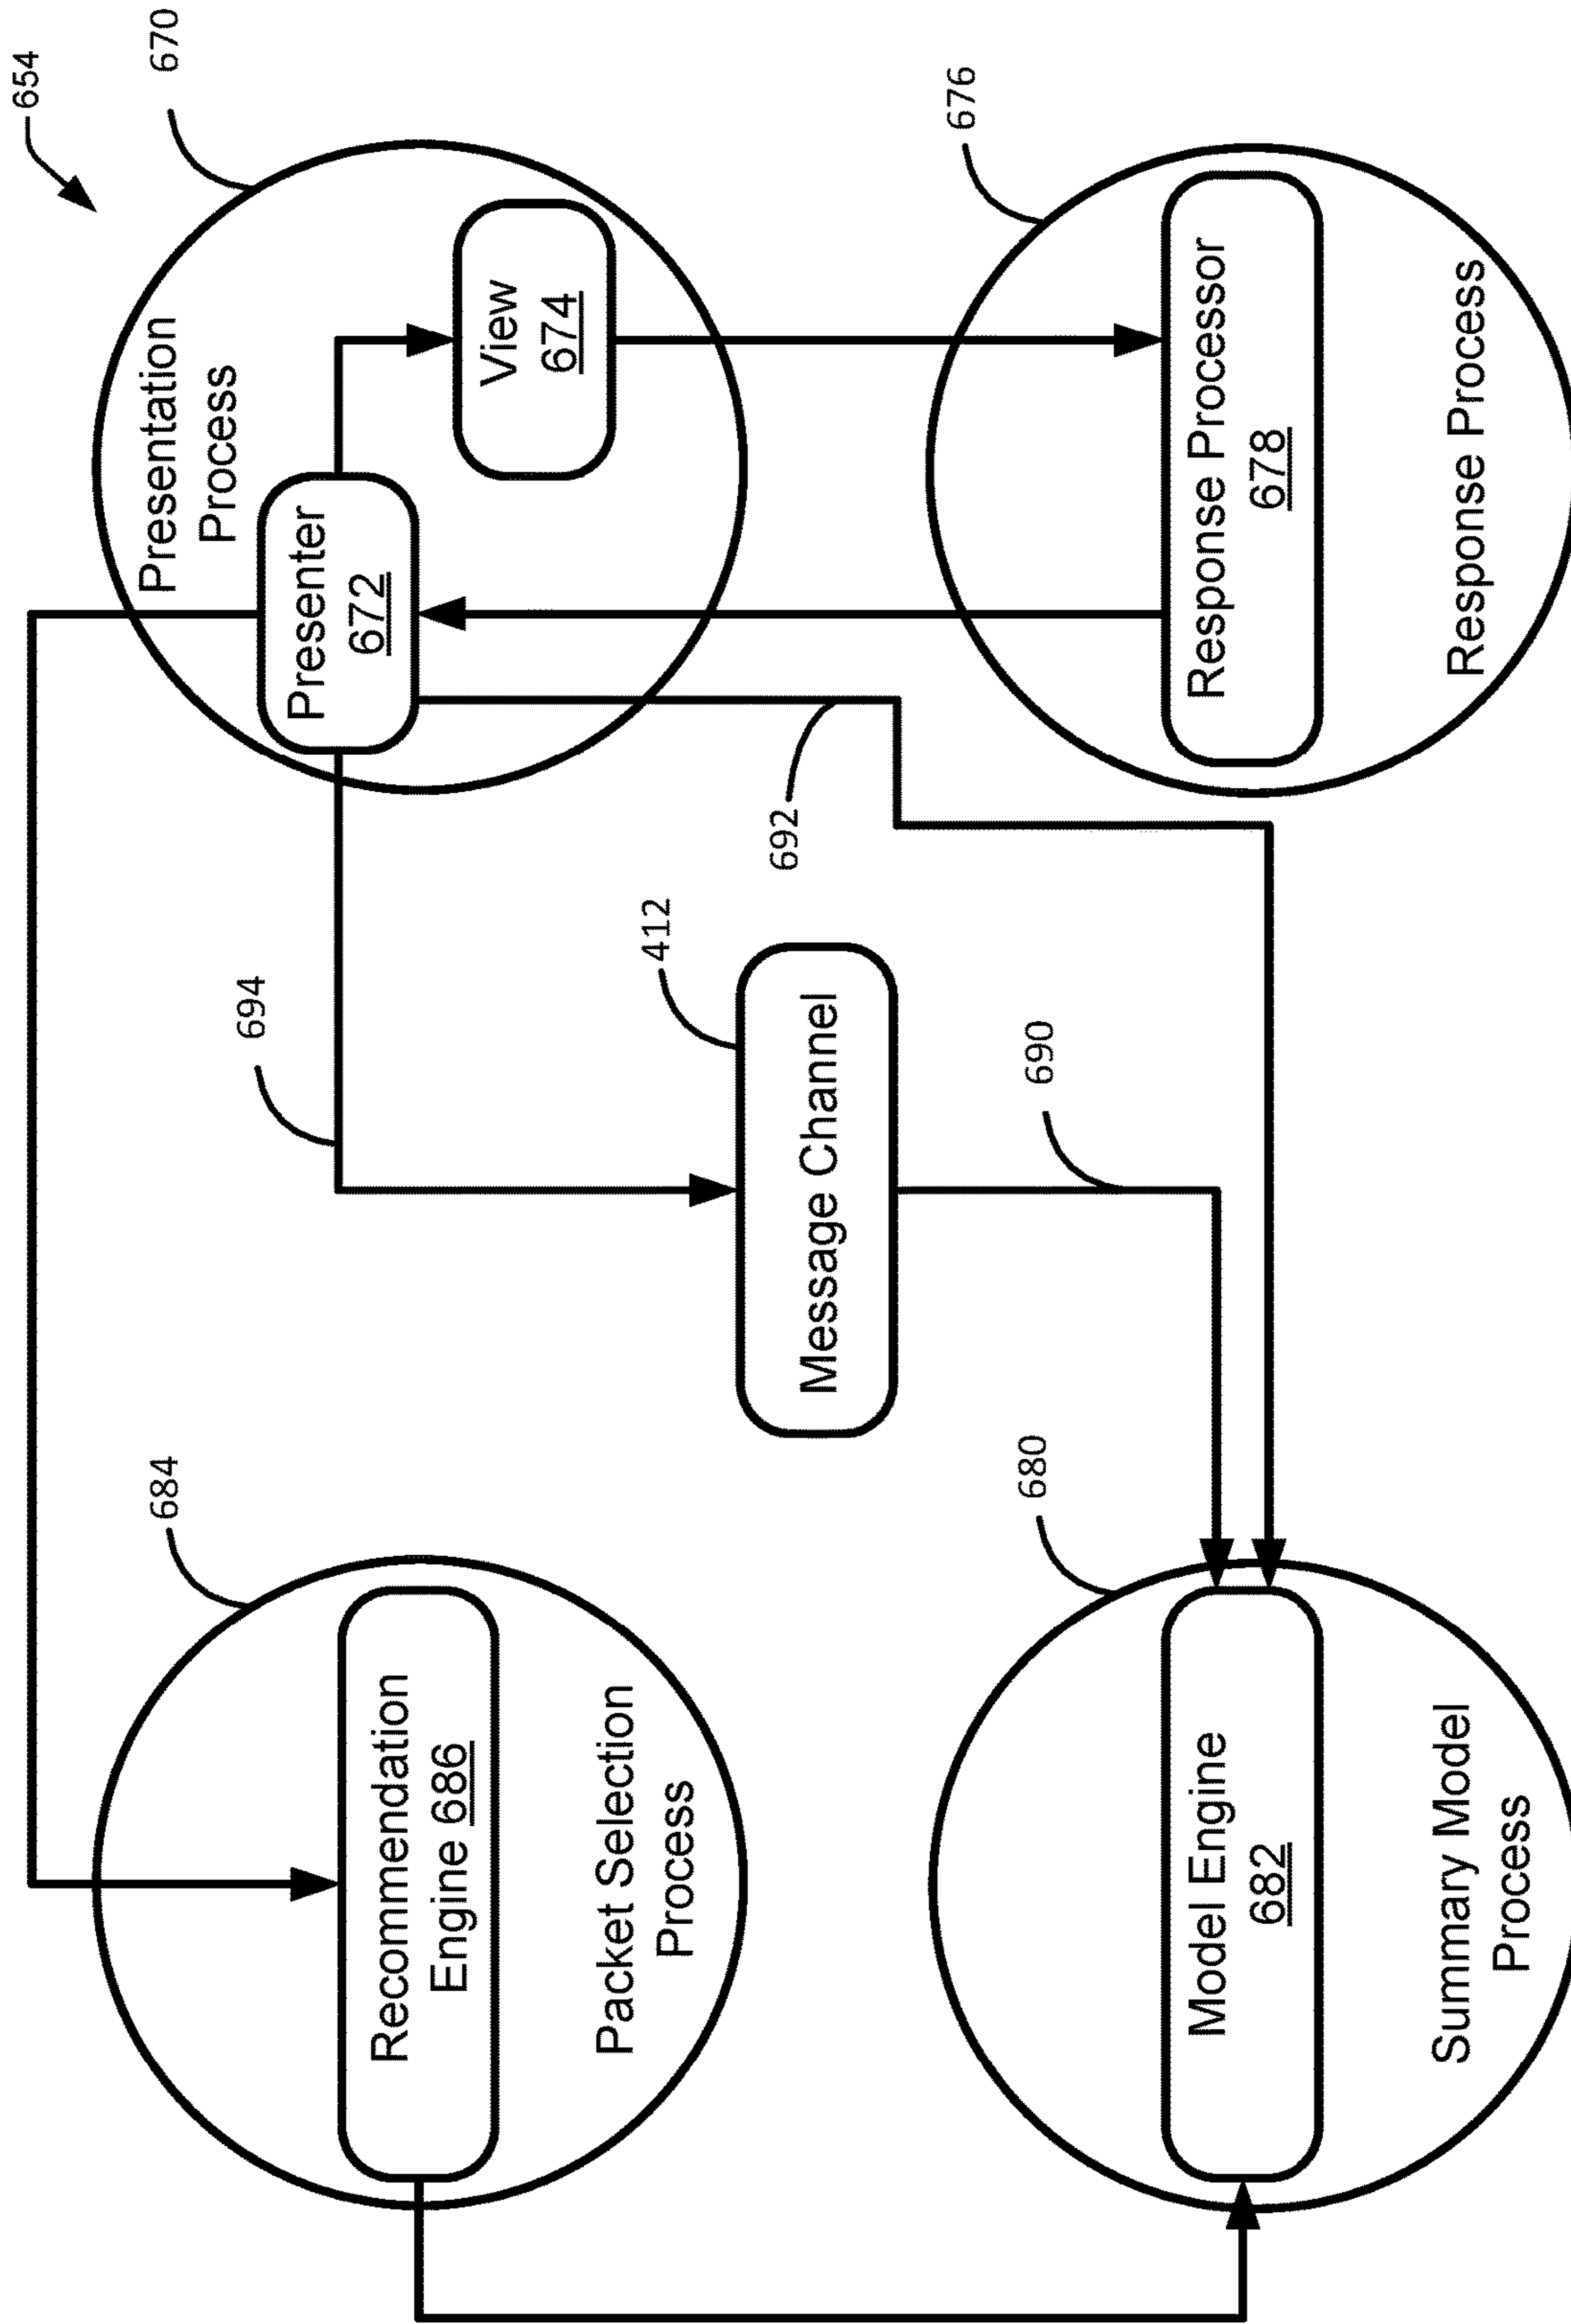 654
670
Presentation
Process
Presenter
672
View
674
676
Response Processor
678
Response Process
692
694
412
Message Channel
690
684
Recommendation
Engine 686
Packet Selection
Process
680
Model Engine
682
Summary Model
Process